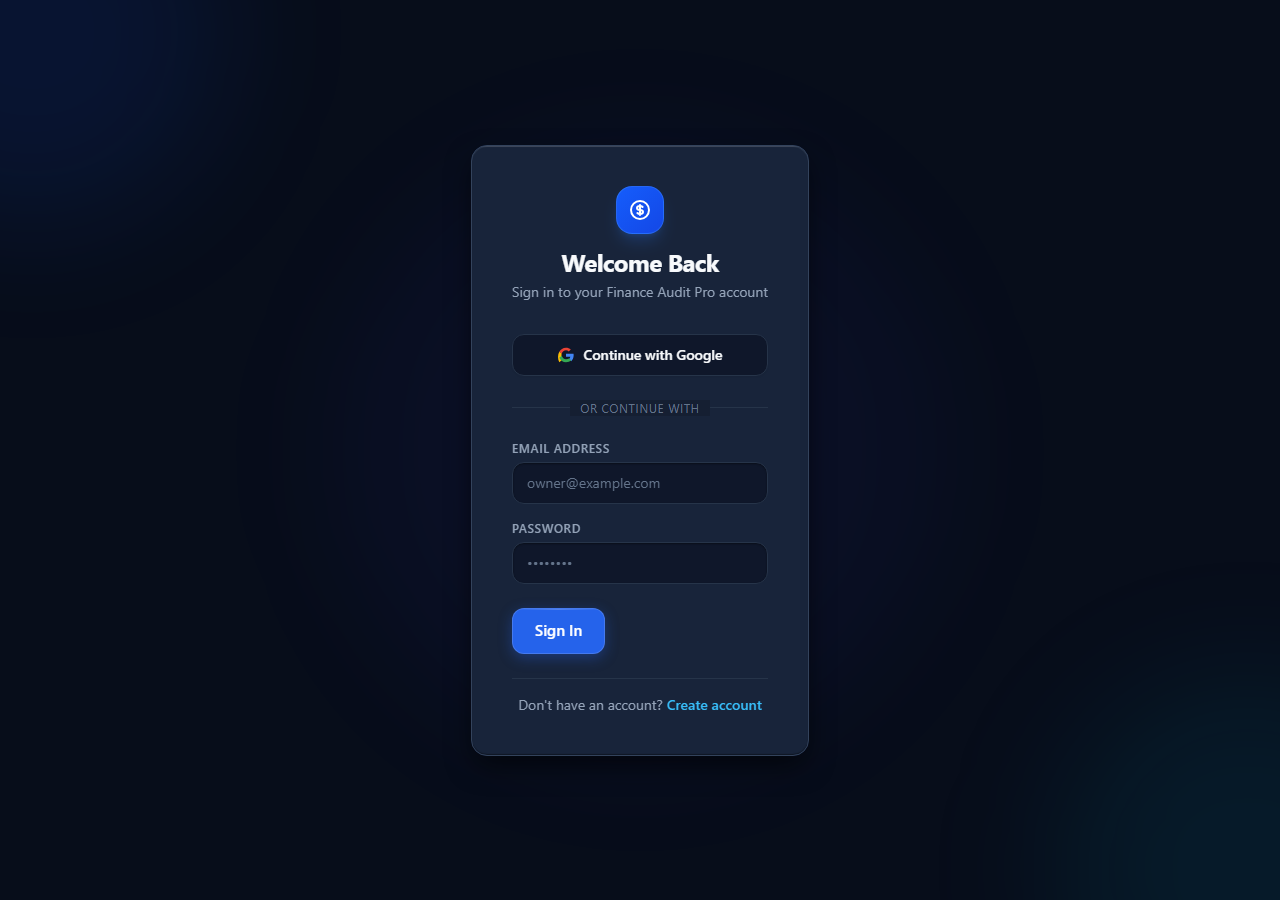 Welcome Back
Sign in to your Finance Audit Pro account
Continue with Google
OR CONTINUE WITH
EMAIL ADDRESS
owner@example.com
PASSWORD
••••••••
Sign In
Don't have an account? Create account